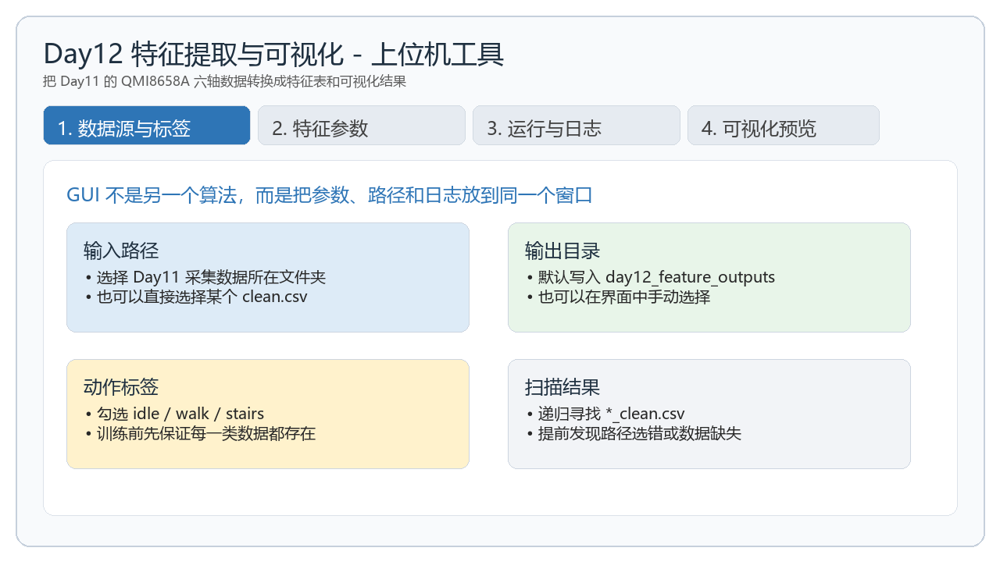 Day12 特征提取与可视化 - 上位机工具
把 Day11 的 QMI8658A 六轴数据转换成特征表和可视化结果
1. 数据源与标签
2. 特征参数
3. 运行与日志
4. 可视化预览
GUI 不是另一个算法，而是把参数、路径和日志放到同一个窗口
输入路径
• 选择 Day11 采集数据所在文件夹
• 也可以直接选择某个 clean.csv
输出目录
• 默认写入 day12_feature_outputs
• 也可以在界面中手动选择
动作标签
• 勾选 idle / walk / stairs
• 训练前先保证每一类数据都存在
扫描结果
• 递归寻找 *_clean.csv
• 提前发现路径选错或数据缺失